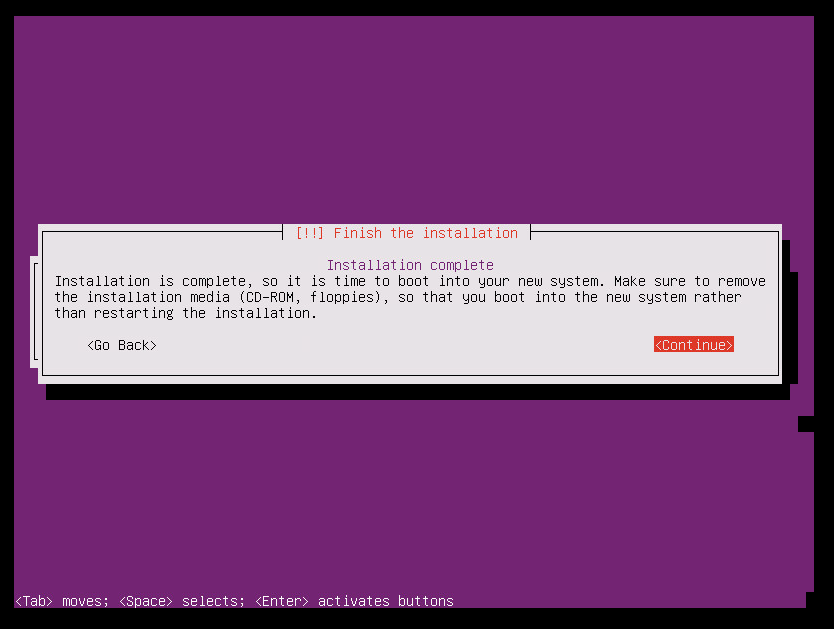 [!!] Finish the installation
Installation complete
Installation is complete, so it is time to boot into your new system. Make sure to remove
the installation media (CD-ROM, floppies), so that you boot into the new system rather
than restarting the installation.
<Go Back> <Continue>
<Tab> moves; <Space> selects; <Enter> activates buttons